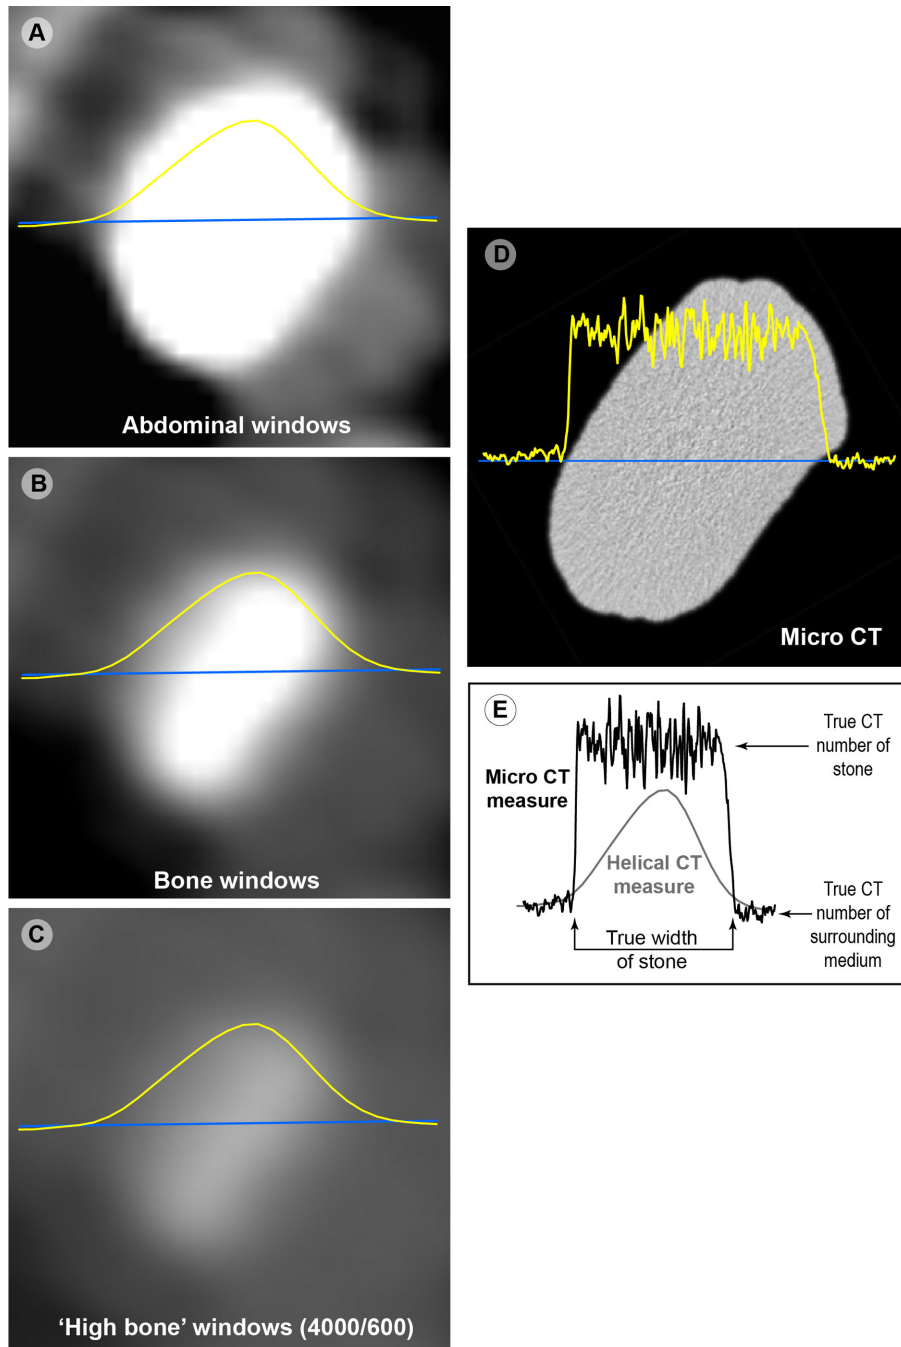 A
Abdominal windows
B
Bone windows
C
‘High bone’ windows (4000/600)
D
Micro CT
E
True CT
number of
stone
Micro CT
measure
Helical CT
measure
True CT
number of
surrounding
medium
True width
of stone